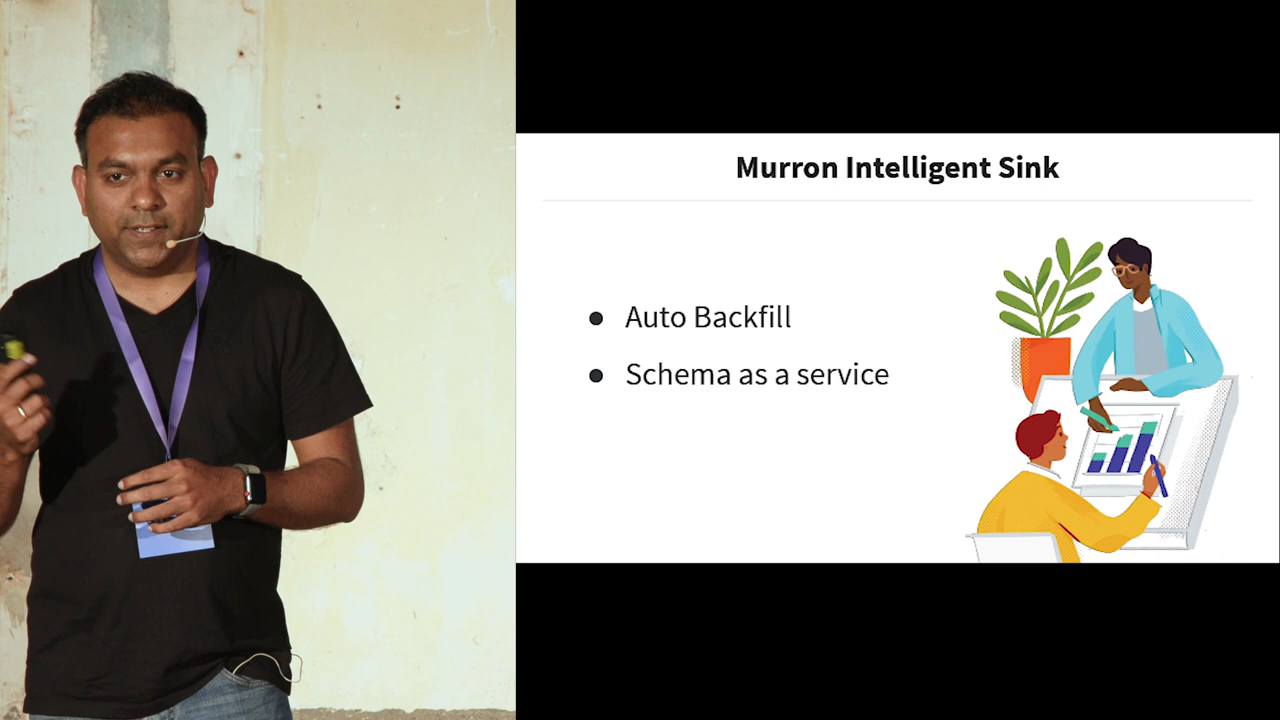 Murron Intelligent Sink
● Auto Backfill
● Schema as a service